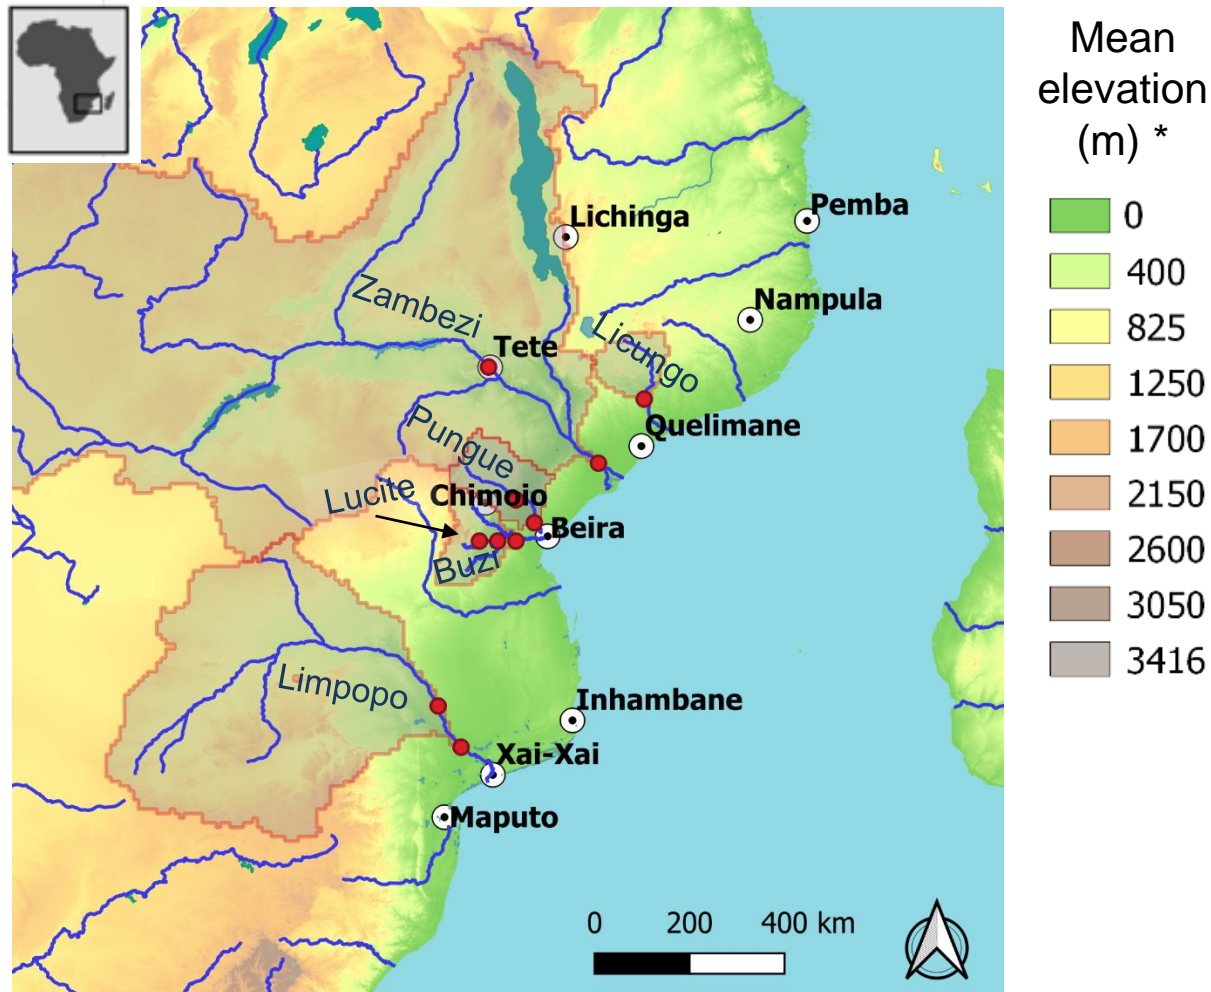 Mean
elevation
(m) *
0
400
825
1250
1700
2150
2600
3050
3416
Pemba
Lichinga
Nampula
Zambezi
Licungo
Tete
Pungue
Quelimane
Lucite
Chimoio
Beira
Buzi
Limpopo
Inhambane
Xai-Xai
Maputo
0 200 400 km